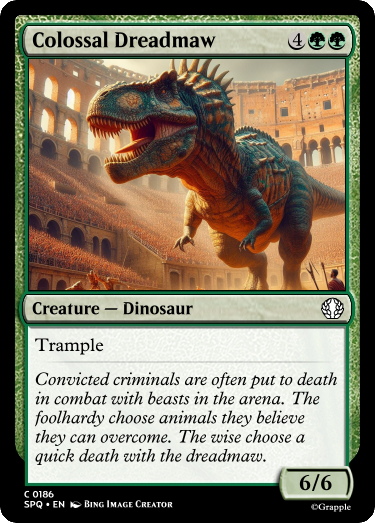 Colossal Dreadmaw 4
Creature — Dinosaur
Trample
Convicted criminals are often put to death
in combat with beasts in the arena. The
foolhardy choose animals they believe
they can overcome. The wise choose a
quick death with the dreadmaw.
6/6
C 0186
SPQ • EN Bing Image Creator
©Grapple